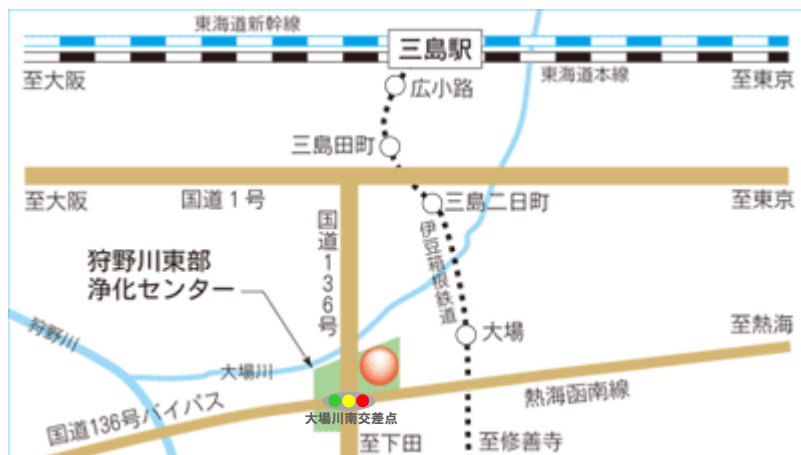 東海道新幹線
三島駅
至大阪
東海道本線
至東京
広小路
三島田町
至大阪
国道1号
三島二日町
至東京
国道136号
伊豆箱根鉄道
狩野川東部
浄化センター
狩野川
大場
至熱海
大場川
国道136号バイパス
熱海函南線
大場川南交差点
至下田
至修善寺